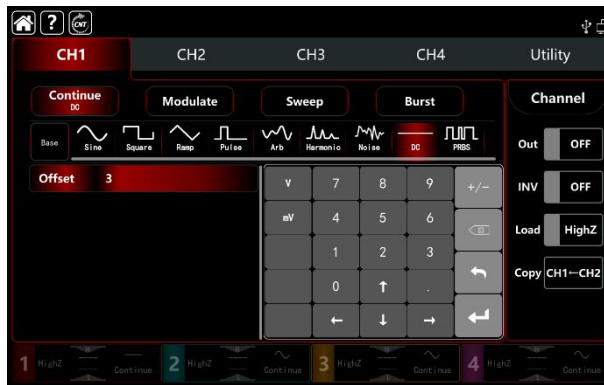 ? CNT
CH1 CH2 CH3 CH4 Utility
Continue
DC
Modulate Sweep Burst
Channel
Base Sine Square Ramp Pulse Arb Harmonic Noise DC PRBS
Out OFF
Offset 3
V 7 8 9 +/-
INV OFF
mV 4 5 6
Load HighZ
1 2 3
Copy CH1←CH2
0 ↑ .
← ↓ →
1 HighZ Continue 2 HighZ Continue 3 HighZ Continue 4 HighZ Continue